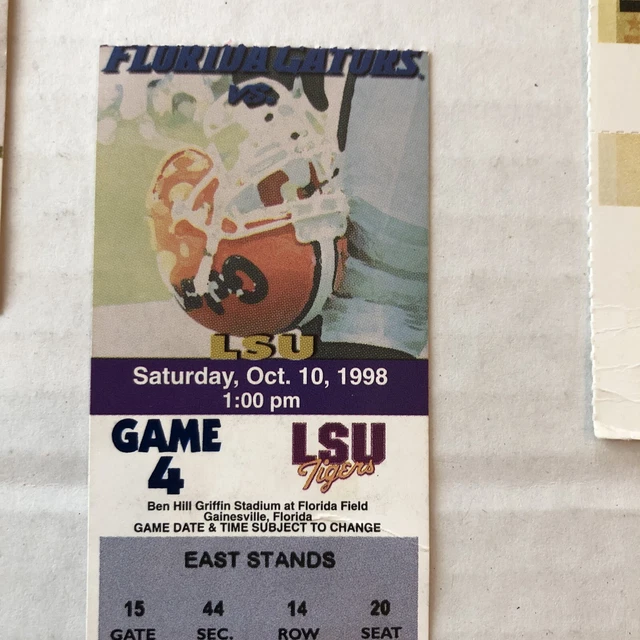 FLORIDA GATORS
VS.
LSU
Saturday, Oct. 10, 1998
1:00 pm
GAME
4
LSU
Tigers
Ben Hill Griffin Stadium at Florida Field
Gainesville, Florida
GAME DATE & TIME SUBJECT TO CHANGE
EAST STANDS
15 44 14 20
GATE SEC. ROW SEAT